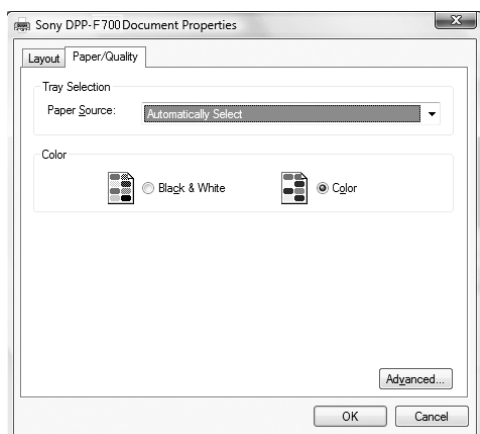 Sony DPP-F700 Document Properties
Layout Paper/Quality
Tray Selection
Paper Source: Automatically Select
Color
Black & White Color
Advanced...
OK Cancel